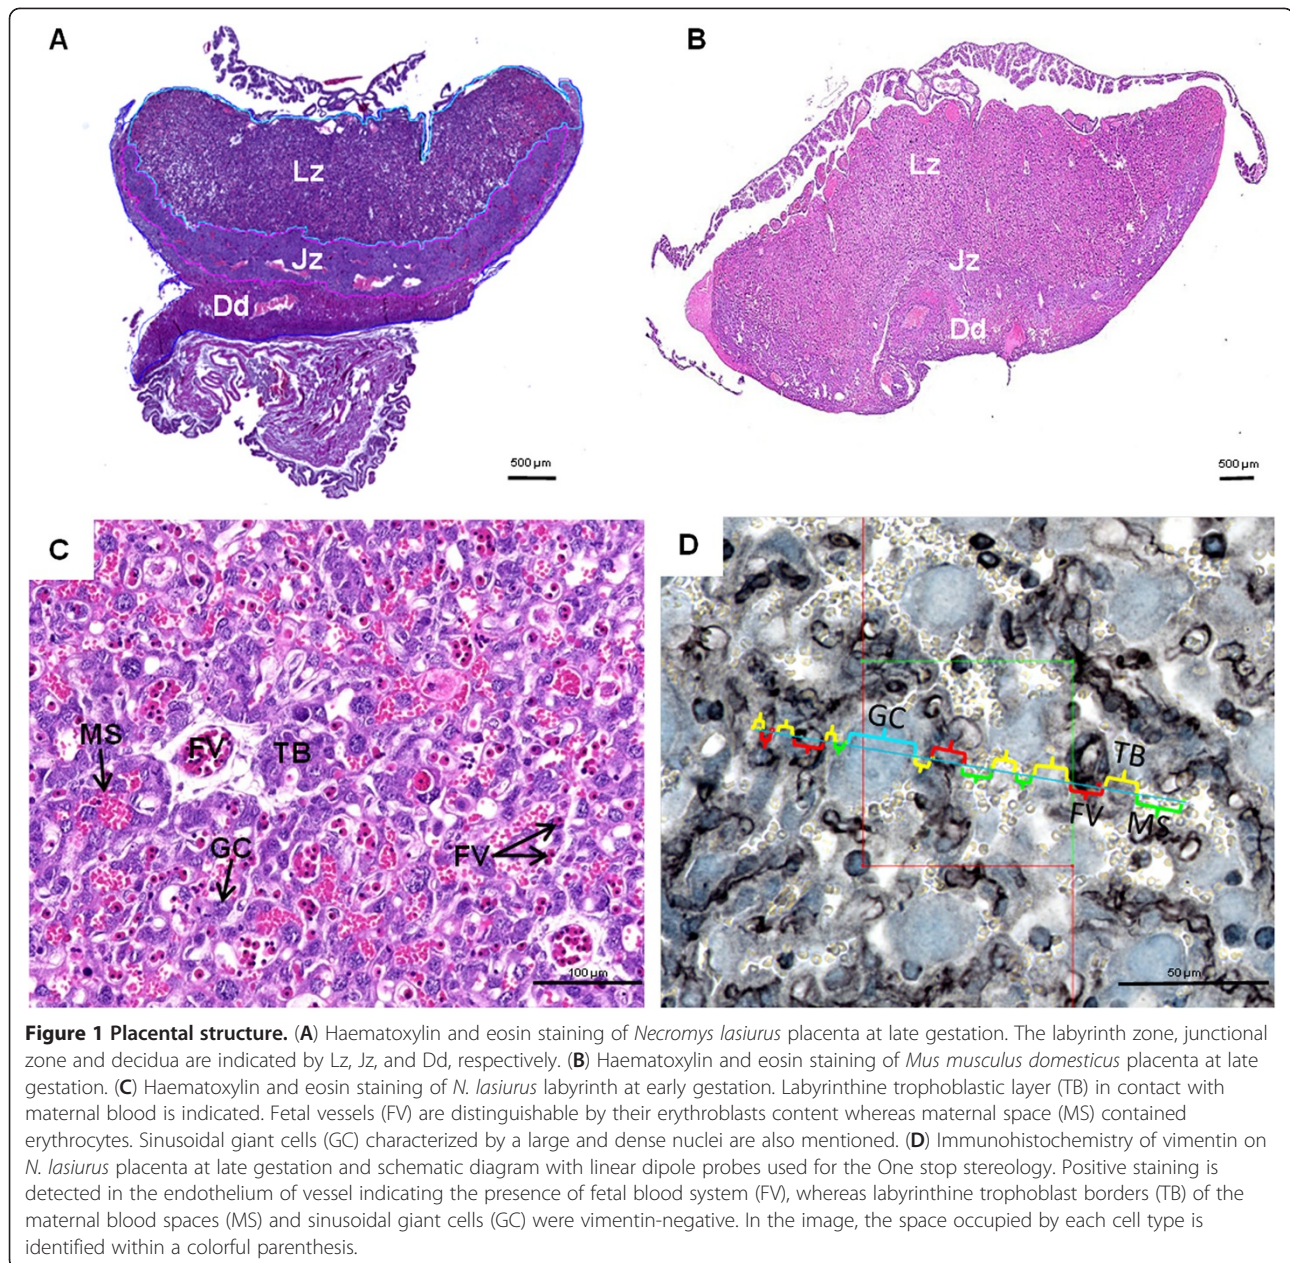 A
B
Lz
Lz
Jz
Jz
Dd
Dd
500 µm
500 µm
C
D
MS
FV
TB
GC
FV
100 µm
GC
TB
FV
MS
50 µm
Figure 1 Placental structure. (A) Haematoxylin and eosin staining of Necromys lasiurus placenta at late gestation. The labyrinth zone, junctional
zone and decidua are indicated by Lz, Jz, and Dd, respectively. (B) Haematoxylin and eosin staining of Mus musculus domesticus placenta at late
gestation. (C) Haematoxylin and eosin staining of N. lasiurus labyrinth at early gestation. Labyrinthine trophoblastic layer (TB) in contact with
maternal blood is indicated. Fetal vessels (FV) are distinguishable by their erythroblasts content whereas maternal space (MS) contained
erythrocytes. Sinusoidal giant cells (GC) characterized by a large and dense nuclei are also mentioned. (D) Immunohistochemistry of vimentin on
N. lasiurus placenta at late gestation and schematic diagram with linear dipole probes used for the One stop stereology. Positive staining is
detected in the endothelium of vessel indicating the presence of fetal blood system (FV), whereas labyrinthine trophoblast borders (TB) of the
maternal blood spaces (MS) and sinusoidal giant cells (GC) were vimentin-negative. In the image, the space occupied by each cell type is
identified within a colorful parenthesis.